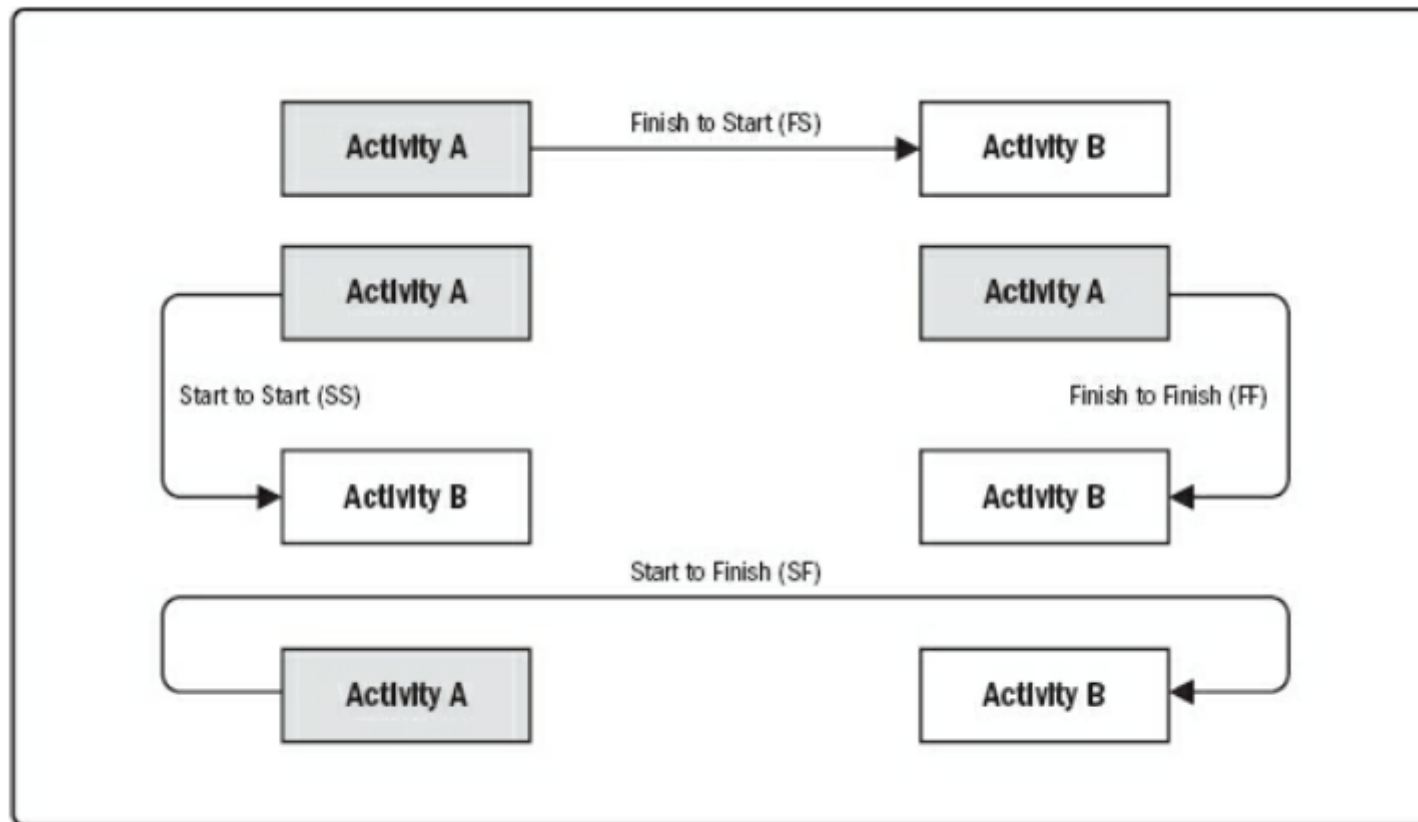 Activity A
Finish to Start (FS)
Activity B
Activity A
Activity A
Start to Start (SS)
Finish to Finish (FF)
Activity B
Activity B
Start to Finish (SF)
Activity A
Activity B